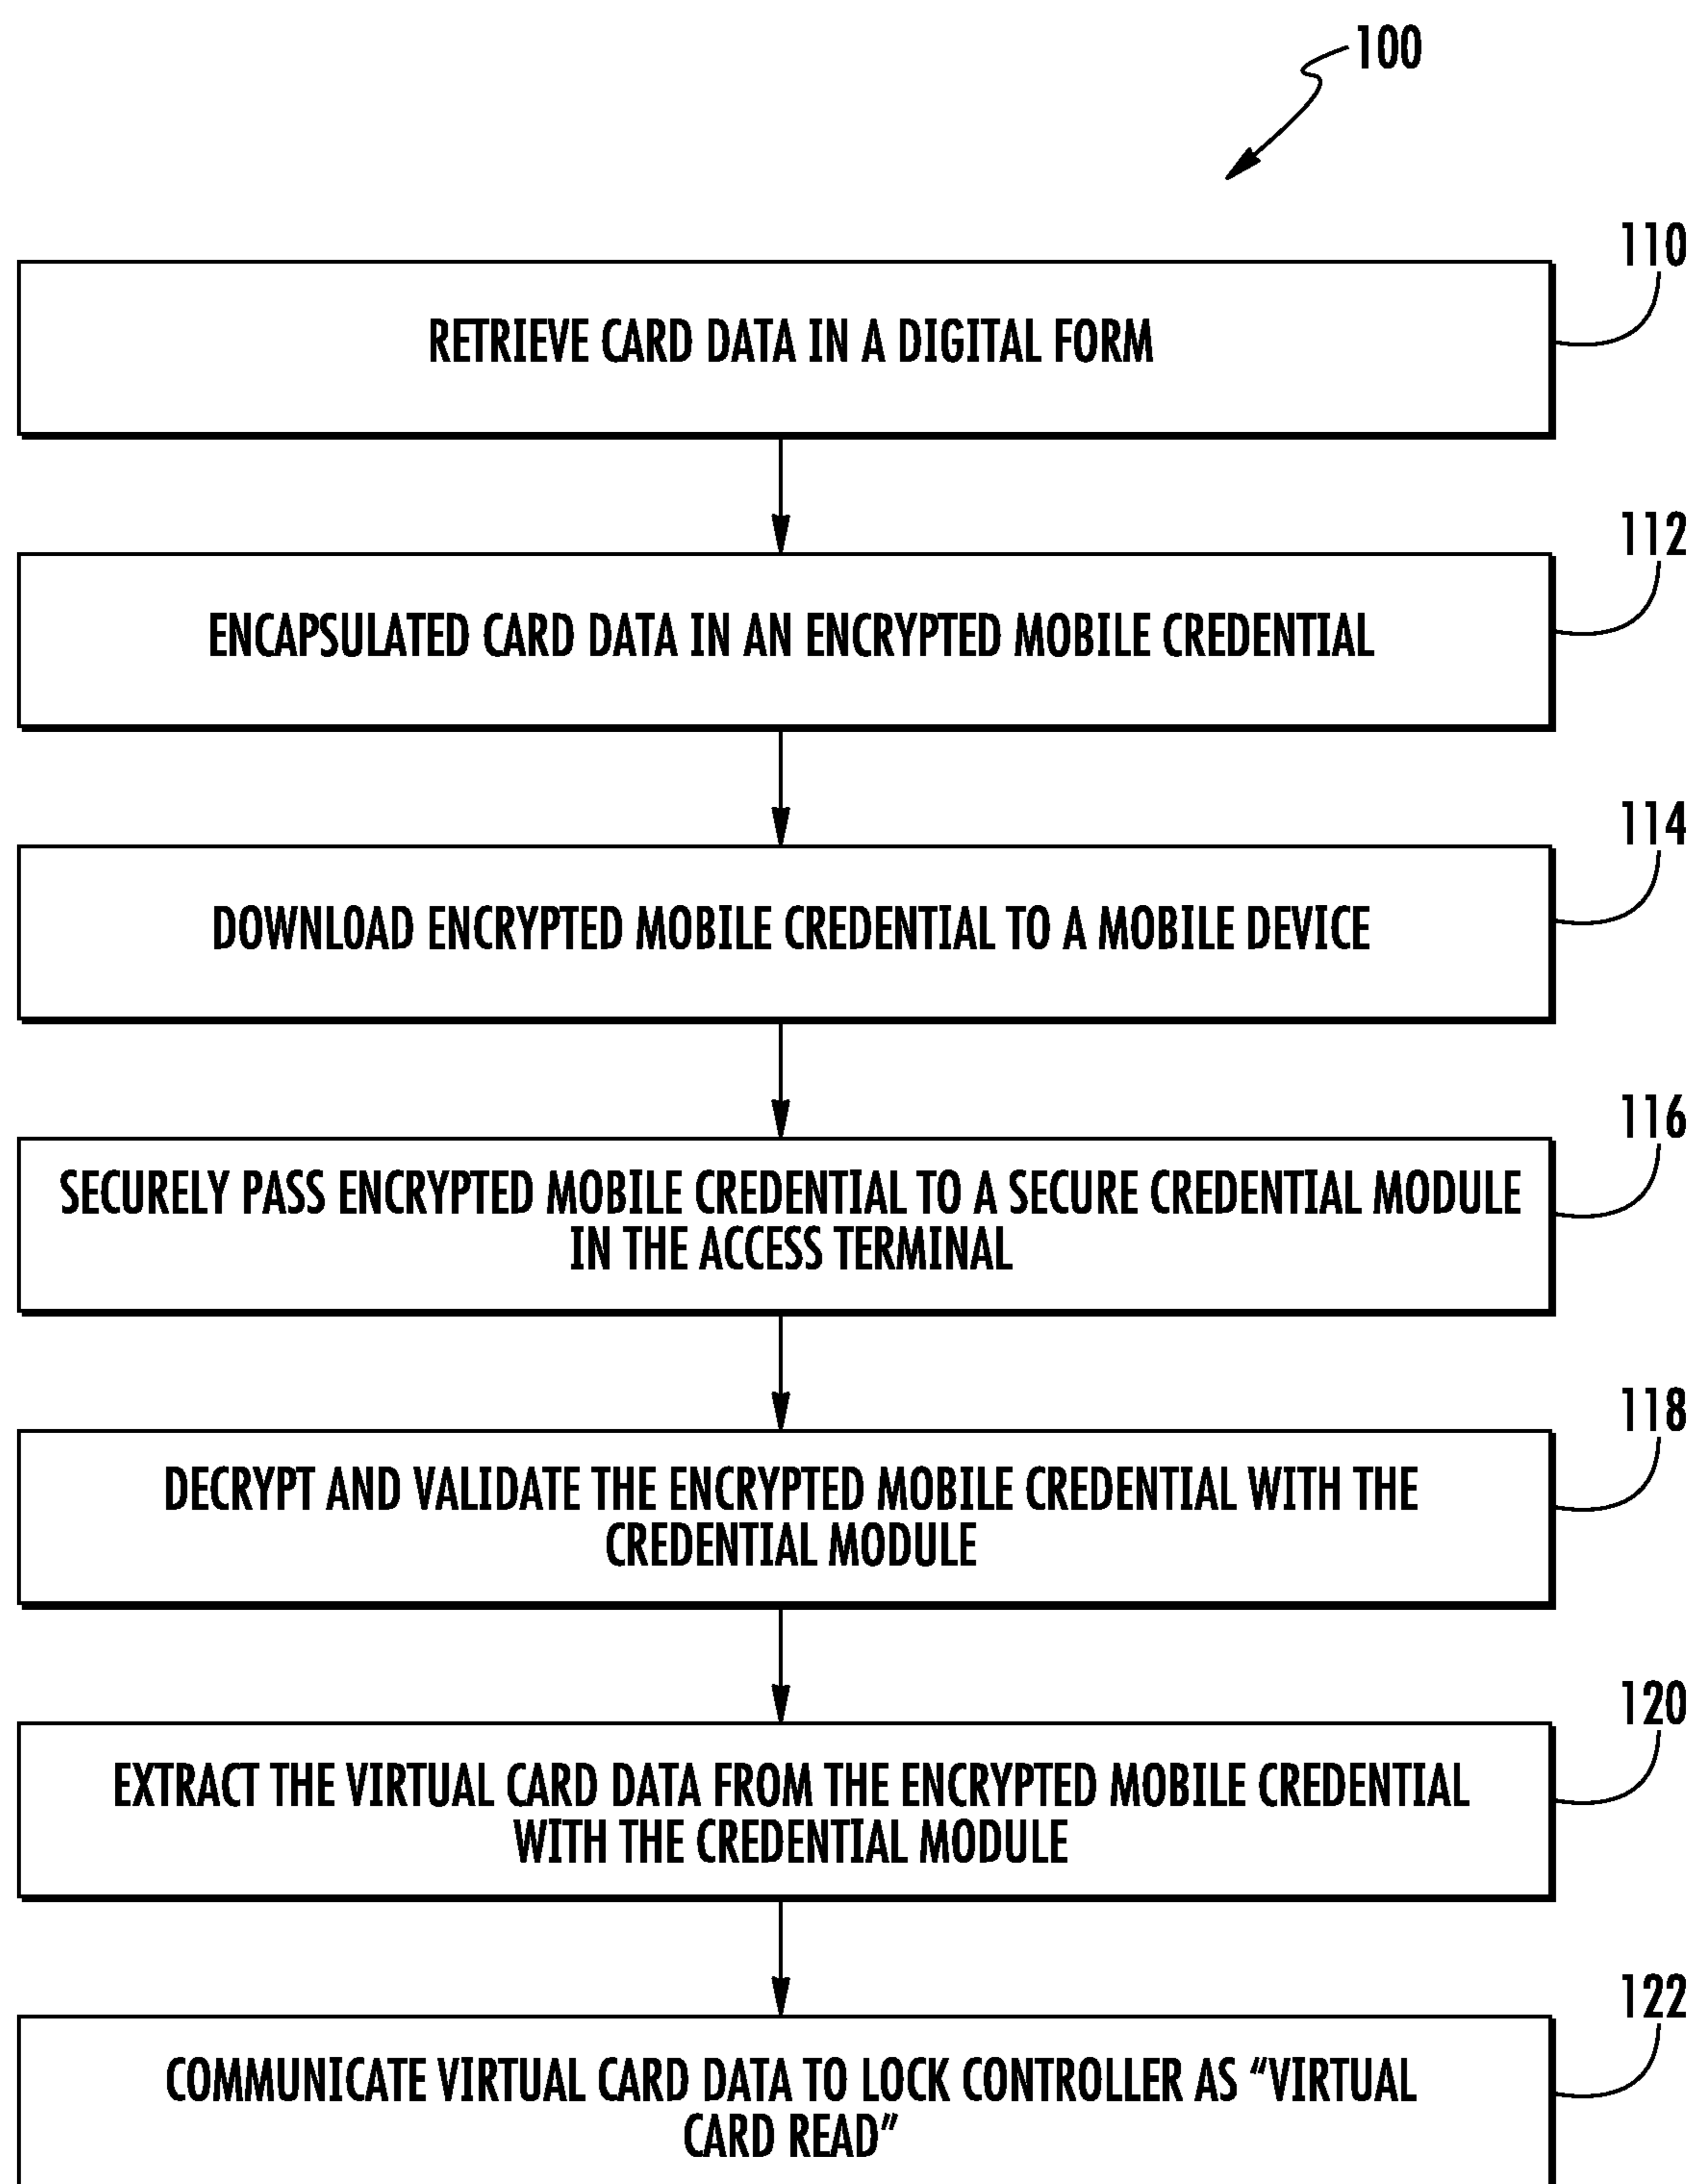 100
110
RETRIEVE CARD DATA IN A DIGITAL FORM
112
ENCAPSULATED CARD DATA IN AN ENCRYPTED MOBILE CREDENTIAL
114
DOWNLOAD ENCRYPTED MOBILE CREDENTIAL TO A MOBILE DEVICE
116
SECURELY PASS ENCRYPTED MOBILE CREDENTIAL TO A SECURE CREDENTIAL MODULE
IN THE ACCESS TERMINAL
118
DECRYPT AND VALIDATE THE ENCRYPTED MOBILE CREDENTIAL WITH THE
CREDENTIAL MODULE
120
EXTRACT THE VIRTUAL CARD DATA FROM THE ENCRYPTED MOBILE CREDENTIAL
WITH THE CREDENTIAL MODULE
122
COMMUNICATE VIRTUAL CARD DATA TO LOCK CONTROLLER AS “VIRTUAL
CARD READ”